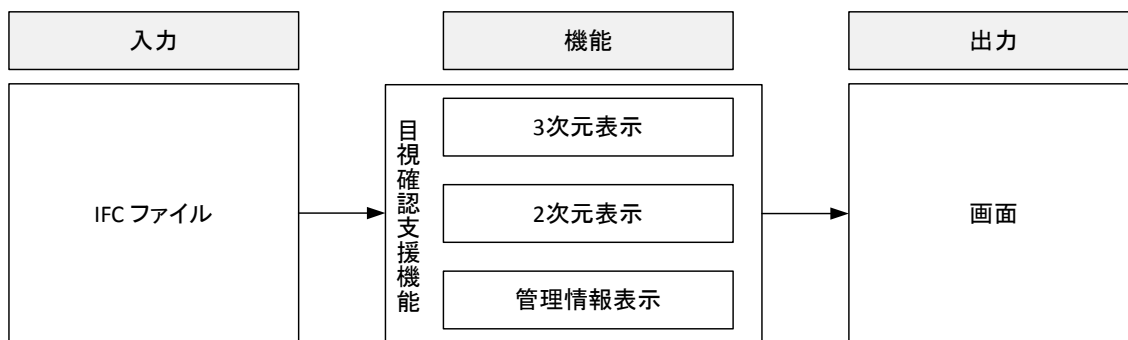 入力
機能
出力
IFC ファイル
目視確認支援機能
3次元表示
2次元表示
管理情報表示
画面